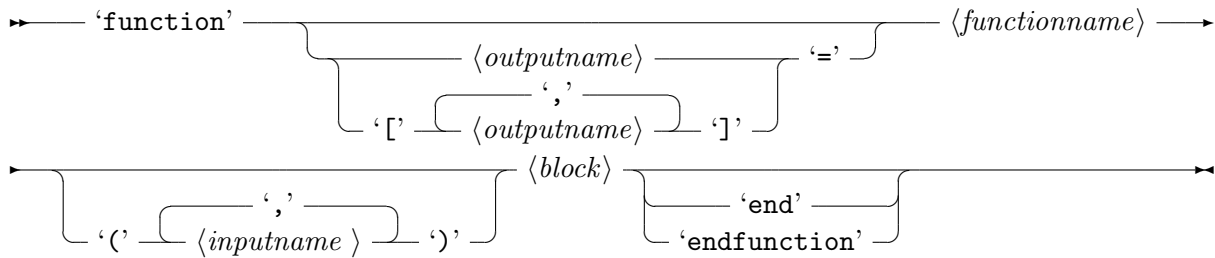 ‘function’ ⟨functionname⟩
⟨outputname⟩ ‘=’
‘,’
‘[’ ⟨outputname⟩ ‘]’
⟨block⟩
‘,’ ‘end’
‘(’ ⟨inputname ⟩ ‘)’ ‘endfunction’